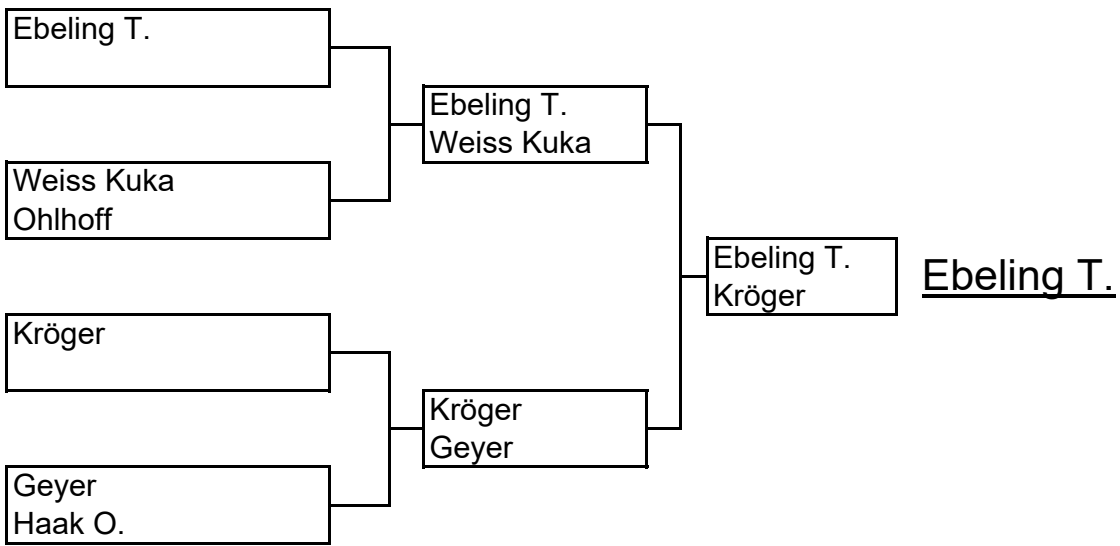 Ebeling T.
Weiss Kuka
Ohlhoff
Kröger
Geyer
Haak O.
Ebeling T.
Weiss Kuka
Kröger
Geyer
Ebeling T.
Kröger
Ebeling T.